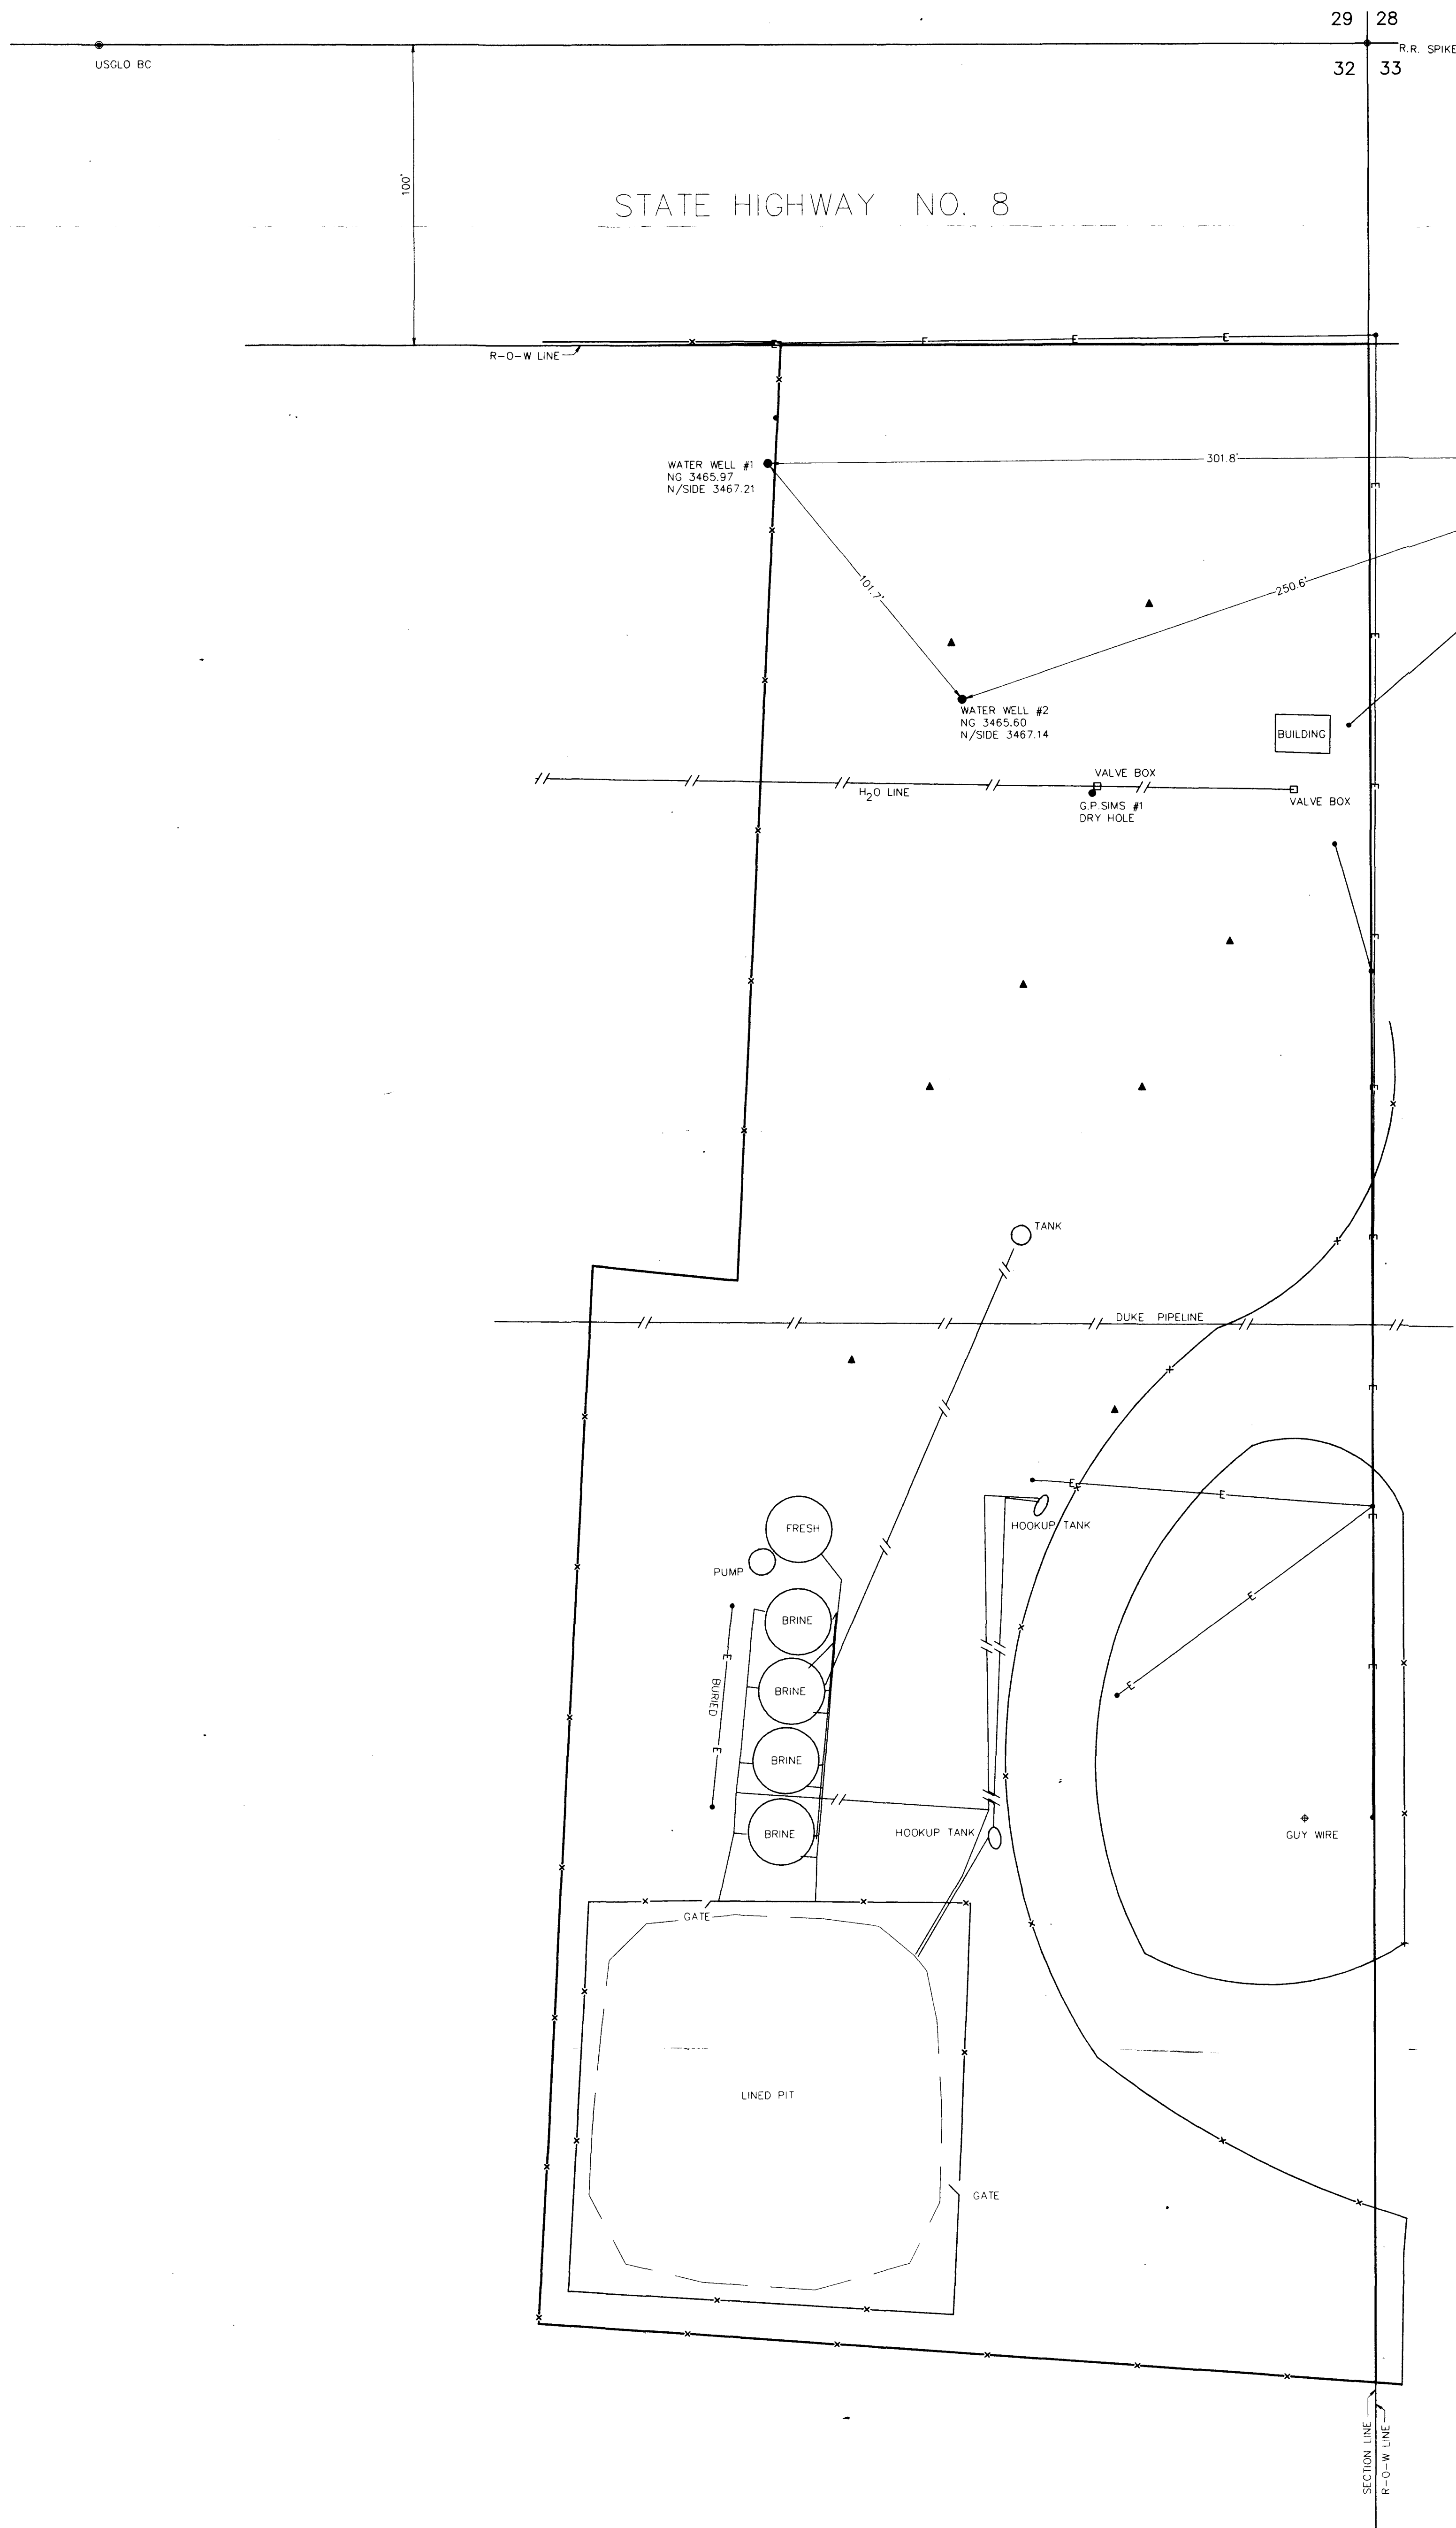 29 28
USGLO BC
R.R. SPIKE
32 33
100'
STATE HIGHWAY NO. 8
R-O-W LINE
E E E E
WATER WELL #1
NG 3465.97
N/SIDE 3467.21
301.8'
101.7'
250.6'
WATER WELL #2
NG 3465.60
N/SIDE 3467.14
BUILDING
VALVE BOX
H2O LINE
G.P.SIMS #1
DRY HOLE
VALVE BOX
TANK
DUKE PIPELINE
E E
FRESH
HOOKUP TANK
PUMP
BRINE
E
BURIED
E
BRINE
E
BRINE
E
BRINE
HOOKUP TANK
GUY WIRE
GATE
LINED PIT
GATE
SECTION LINE
R-O-W LINE